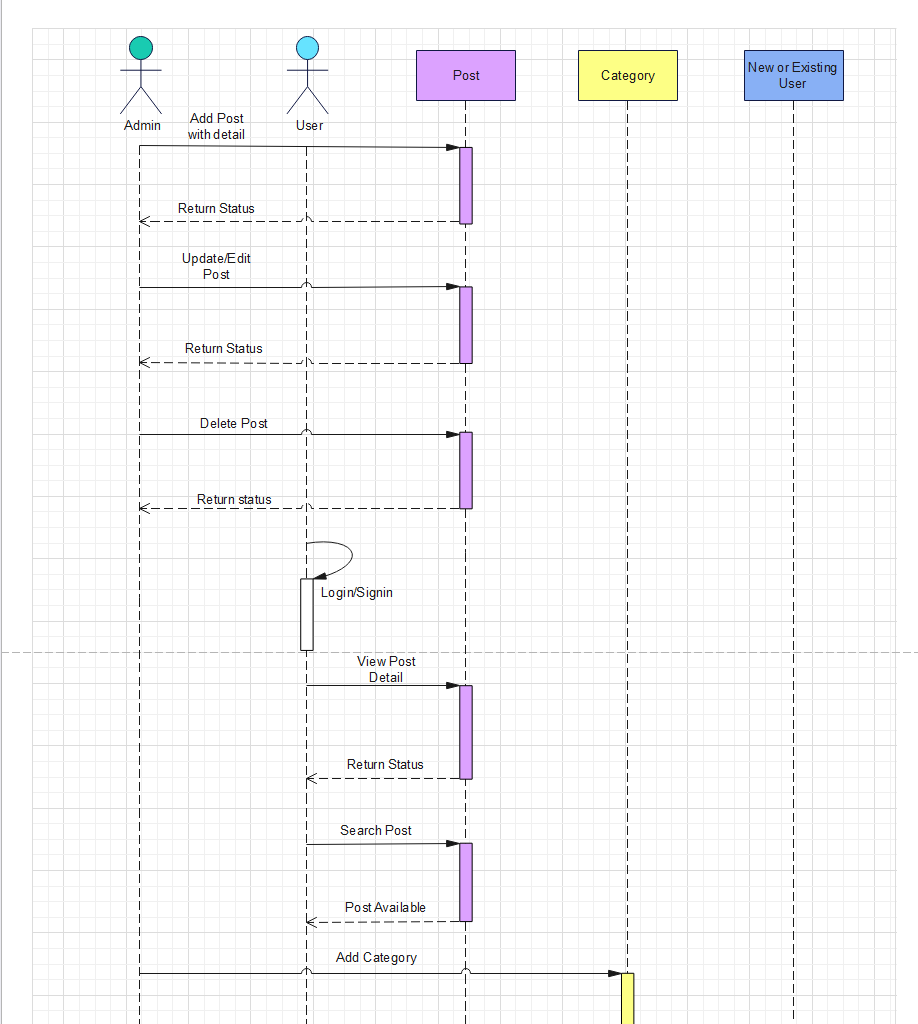 Post
Category
New or Existing
User
Admin
User
Add Post
with detail
Return Status
Update/Edit
Post
Return Status
Delete Post
Return status
Login/Signin
View Post
Detail
Return Status
Search Post
Post Available
Add Category